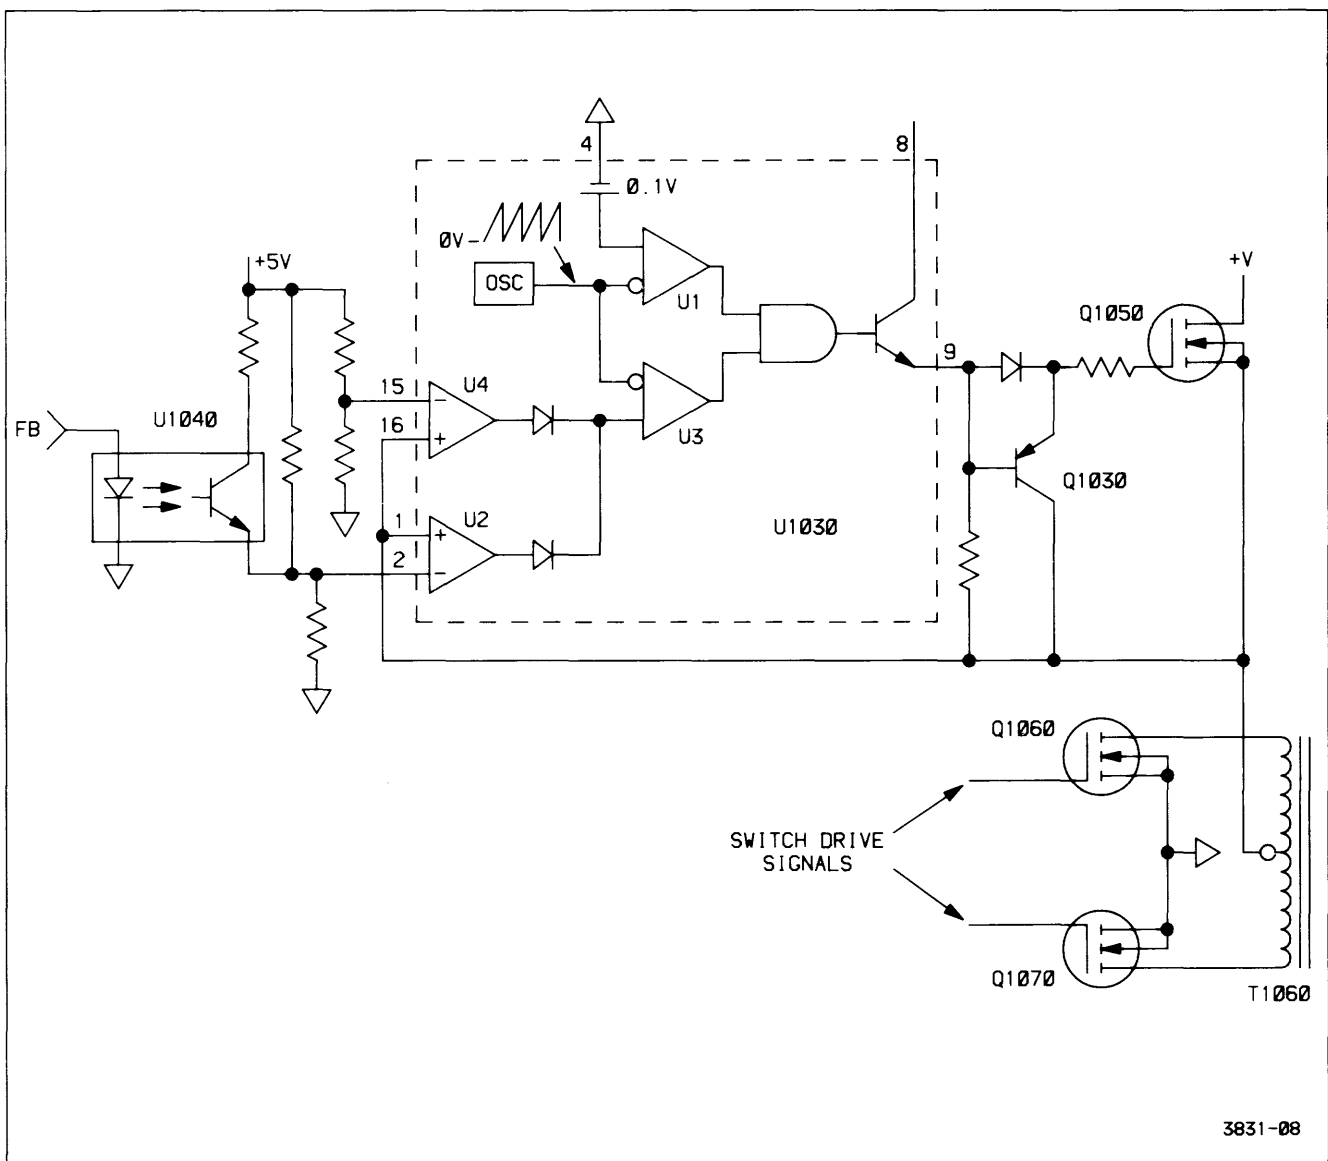 4
8
0.1V
0V-
OSC
U1
+5V
+V
Q1050
9
15
U4
-
16
+
U3
FB
U1040
Q1030
1
U2
+
2
-
U1030
Q1060
SWITCH DRIVE
SIGNALS
Q1070
T1060
3831-08